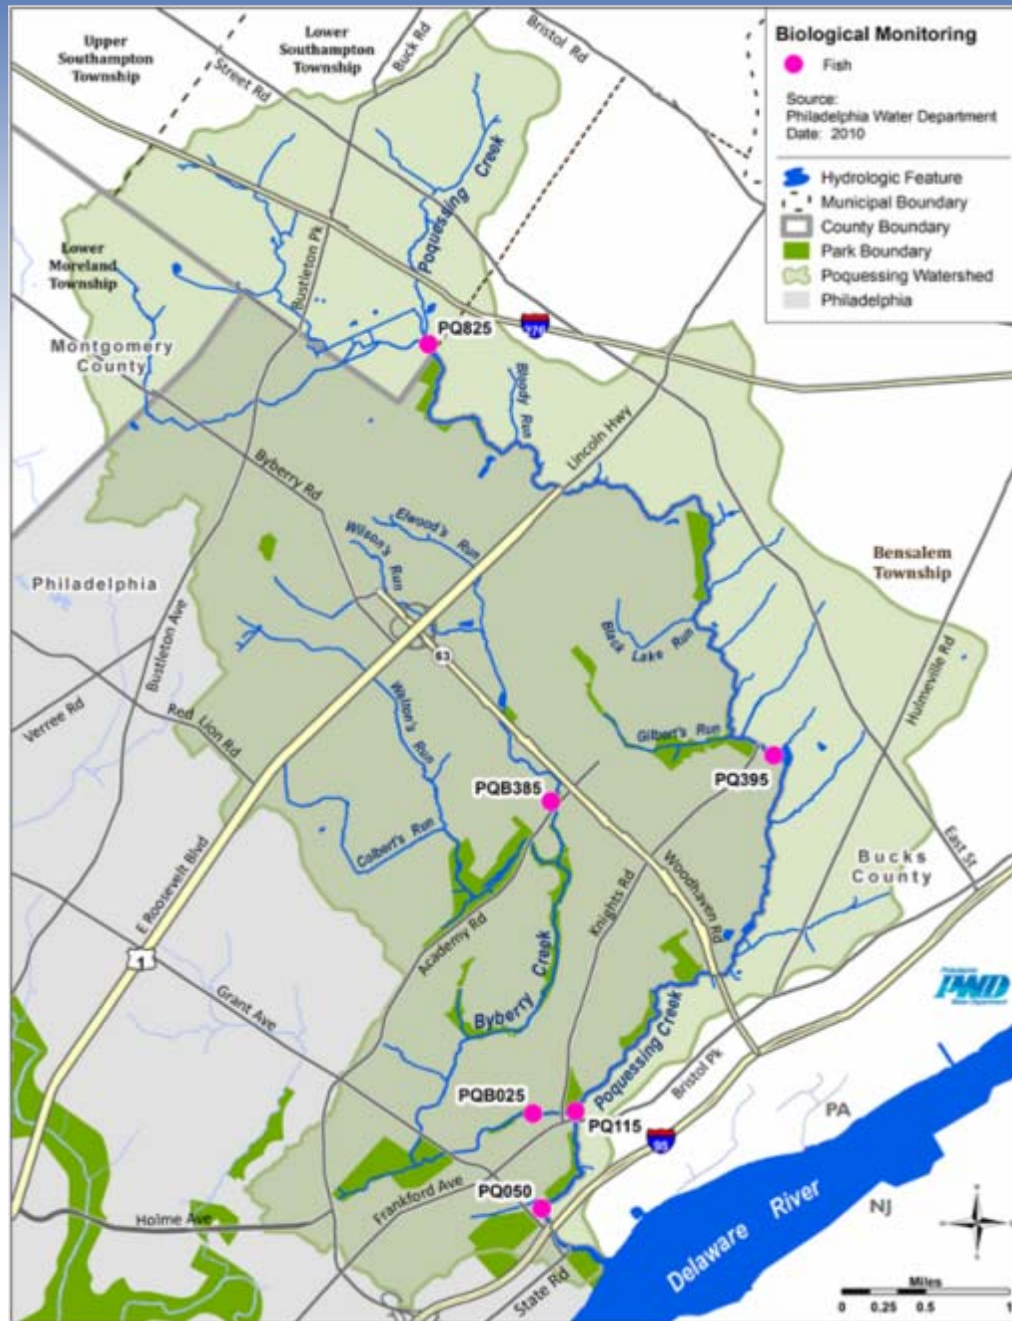 Upper
Southampton
Township
Lower
Southampton
Township
Buck Rd
Bristol Rd
Street Rd
Biological Monitoring
Fish
Source:
Philadelphia Water Department
Date: 2010
Hydrologic Feature
Municipal Boundary
County Boundary
Park Boundary
Poquessing Watershed
Philadelphia
Poquessing Creek
Bustleton Pk
Lower
Moreland
Township
Montgomery
County
PQ825
276
Bloody Run
Lincoln Hwy
Byberry Rd
Elwood's Run
Wilson's Run
Philadelphia
Bensalem
Township
Black Lake Run
63
Bustleton Ave
Verree Rd
Red Lion Rd
Walton's Run
Hulmeville Rd
Gilbert's Run
PQ395
PQB385
Colbert's Run
East St
Bucks
County
E Roosevelt Blvd
Woodhaven Rd
Knights Rd
Academy Rd
1
Byberry Creek
Grant Ave
Philadelphia
PWD
Water Department
Poquessing Creek
Bristol Pk
PQB025
PQ115
95
PA
PQ050
Frankford Ave
Holme Ave
NJ
Delaware River
State Rd
Miles
0 0.25 0.5 1